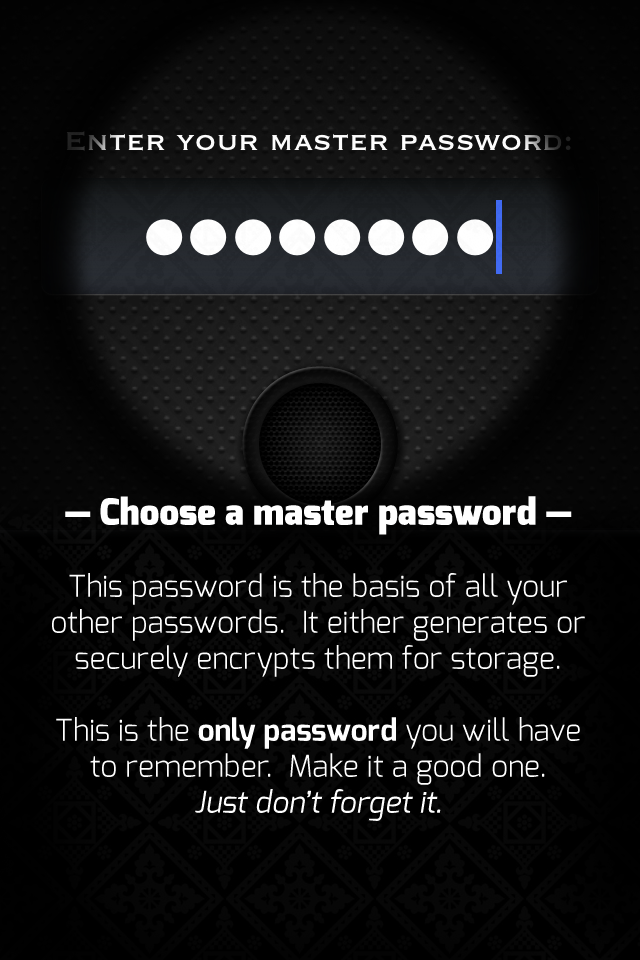 ENTER YOUR MASTER PASSWORD:
— Choose a master password —
This password is the basis of all your
other passwords.  It either generates or
securely encrypts them for storage.
This is the only password you will have
to remember.  Make it a good one.
Just don't forget it.